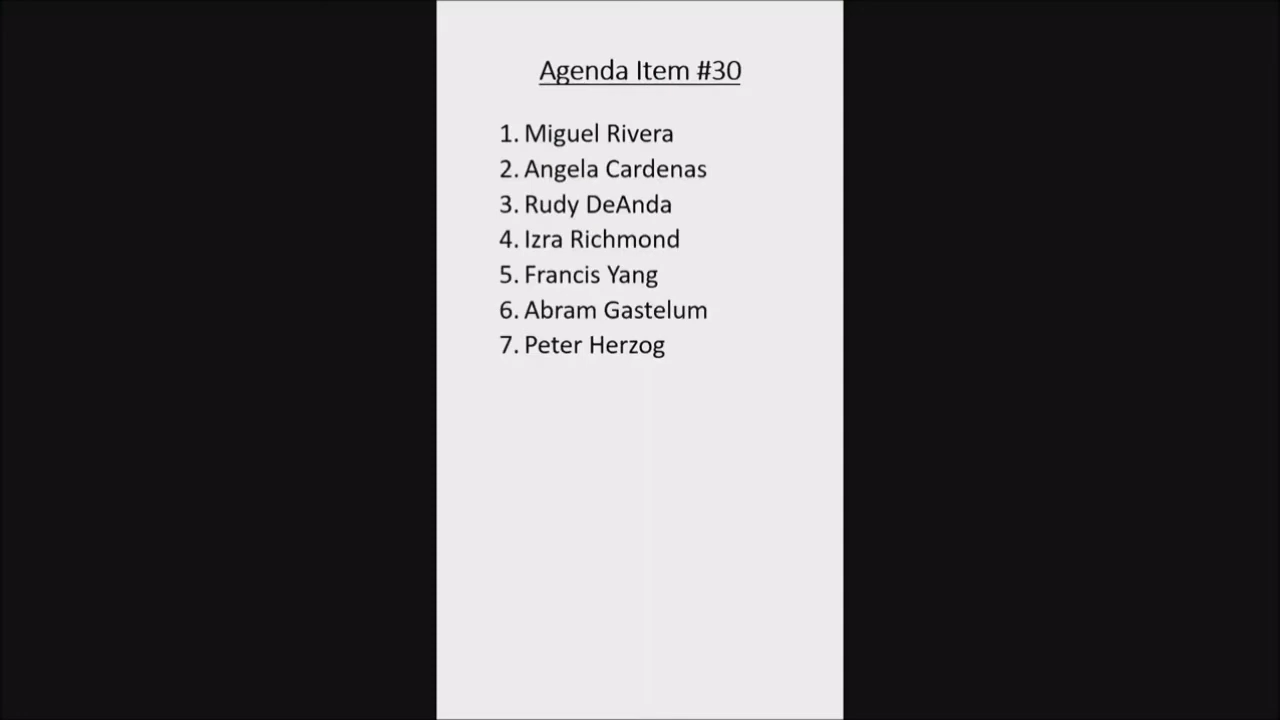 Agenda Item #30
1. Miguel Rivera
2. Angela Cardenas
3. Rudy DeAnda
4. Izra Richmond
5. Francis Yang
6. Abram Gastelum
7. Peter Herzog